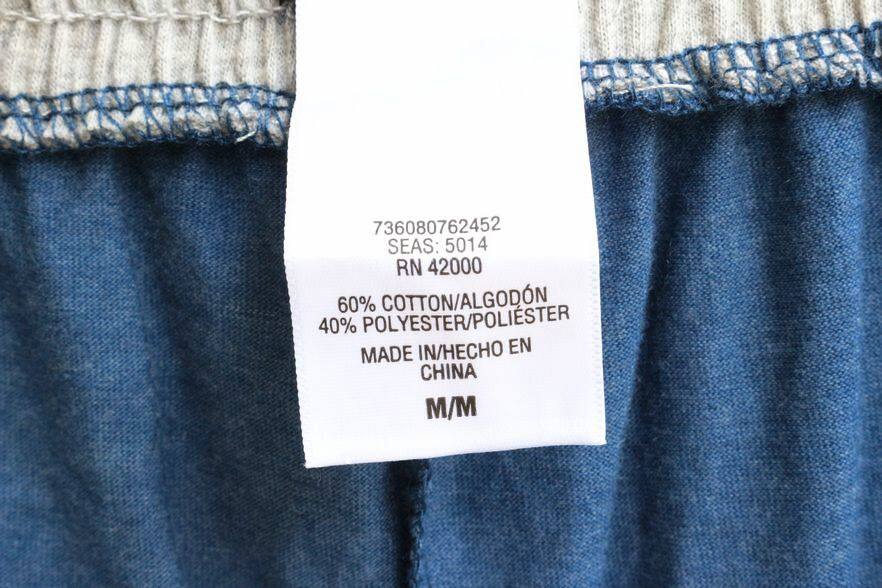 736080762452
SEAS: 5014
RN 42000
60% COTTON/ALGODÓN
40% POLYESTER/POLIÉSTER
MADE IN/HECHO EN
CHINA
M/M